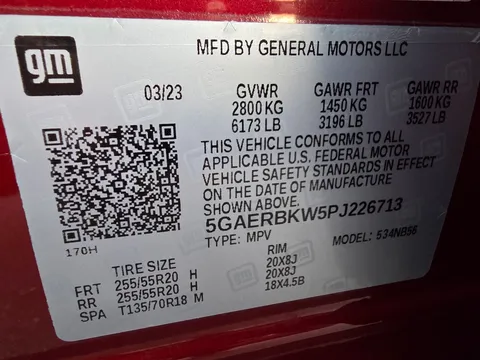 gm
MFD BY GENERAL MOTORS LLC
03/23 GVWR GAWR FRT GAWR RR
2800 KG 1450 KG 1600 KG
6173 LB 3196 LB 3527 LB
THIS VEHICLE CONFORMS TO ALL
APPLICABLE U.S. FEDERAL MOTOR
VEHICLE SAFETY STANDARDS IN EFFECT
ON THE DATE OF MANUFACTURE
SHOWN ABOVE.
5GAERBKW5PJ226713
170H
TYPE: MPV MODEL: 534NB56
TIRE SIZE RIM
FRT 255/55R20 H 20X8J
RR 255/55R20 H 20X8J
SPA T135/70R18 M 18X4.5B